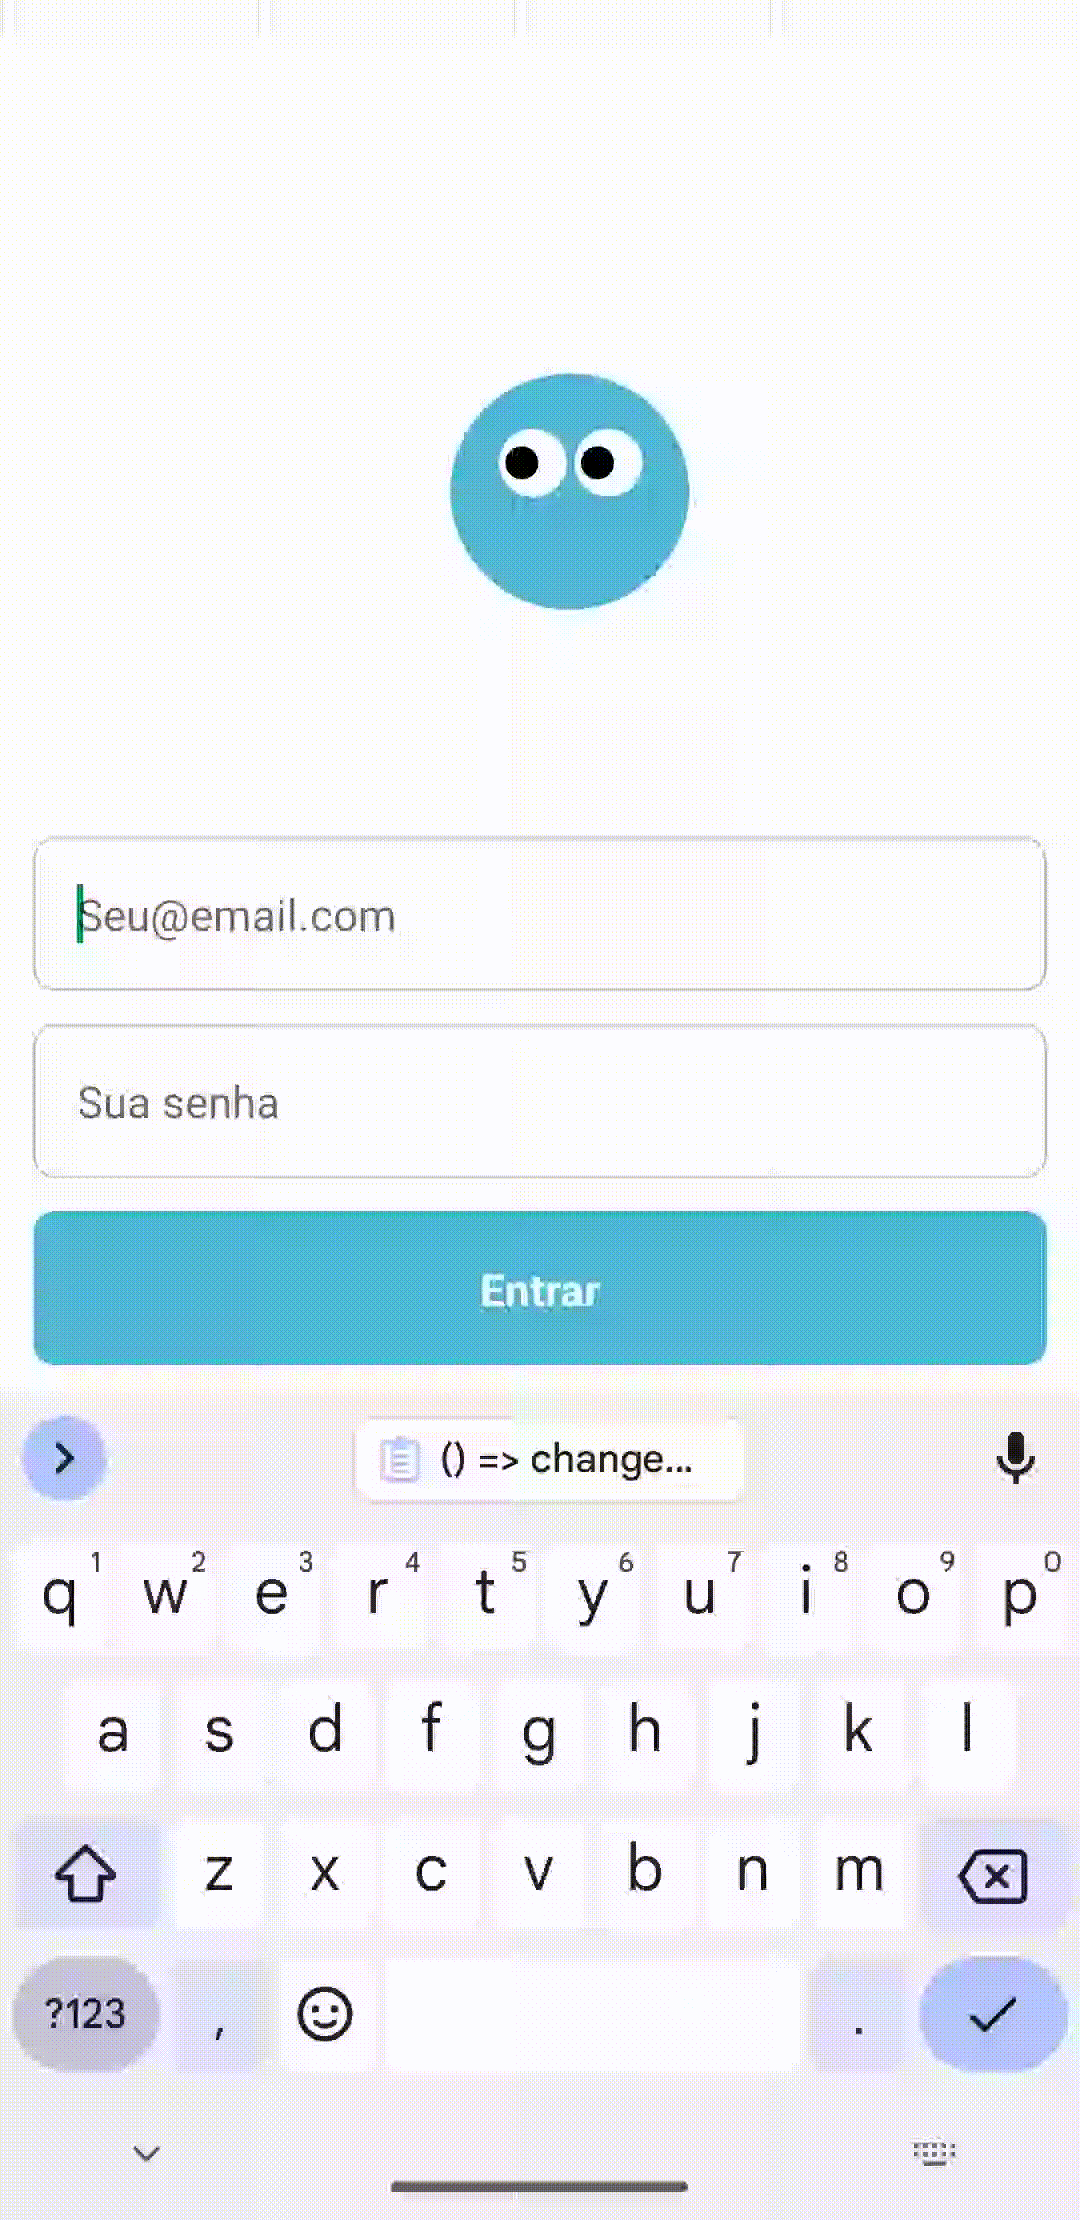 Seu@email.com
Sua senha
Entrar
() => change...
q 1 w 2 e 3 r 4 t 5 y 6 u 7 i 8 o 9 p 0
a s d f g h j k l
z x c v b n m
?123 , .